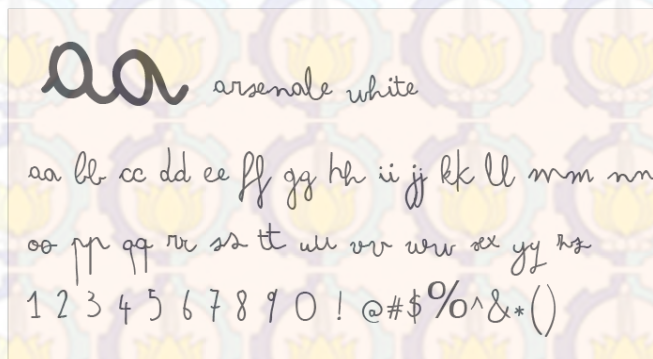 aa arsenale white
aa bb cc dd ee ff gg hh ii jj kk ll mm nn
oo pp qq rr ss tt uu vv ww xx yy zz
1 2 3 4 5 6 7 8 9 0 ! @#$%^&*()